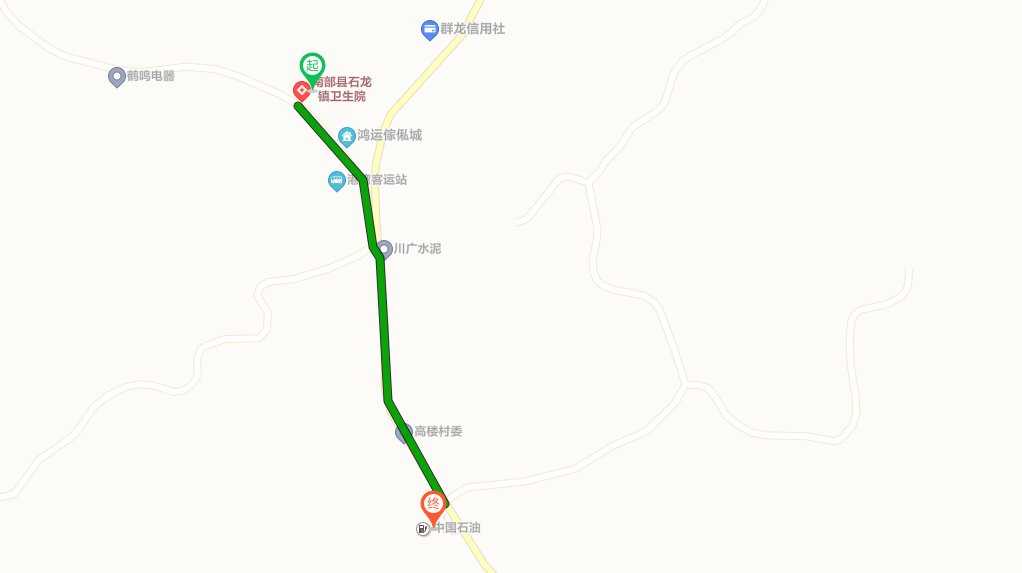 群龙信用社
起
鹤鸣电器
南部县石龙
镇卫生院
鸿运傢俬城
客运站
川广水泥
高楼村委
终
中国石油